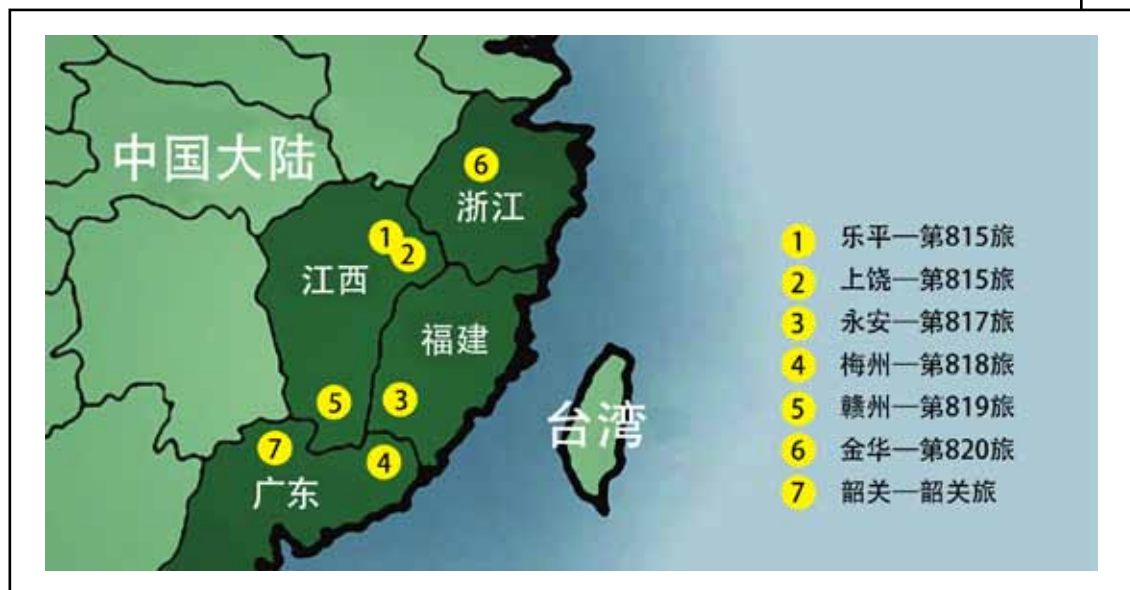 中国大陆
6
浙江
1
2
江西
福建
5
3
台湾
7
4
广东
1 乐平—第815旅
2 上饶—第815旅
3 永安—第817旅
4 梅州—第818旅
5 赣州—第819旅
6 金华—第820旅
7 韶关—韶关旅